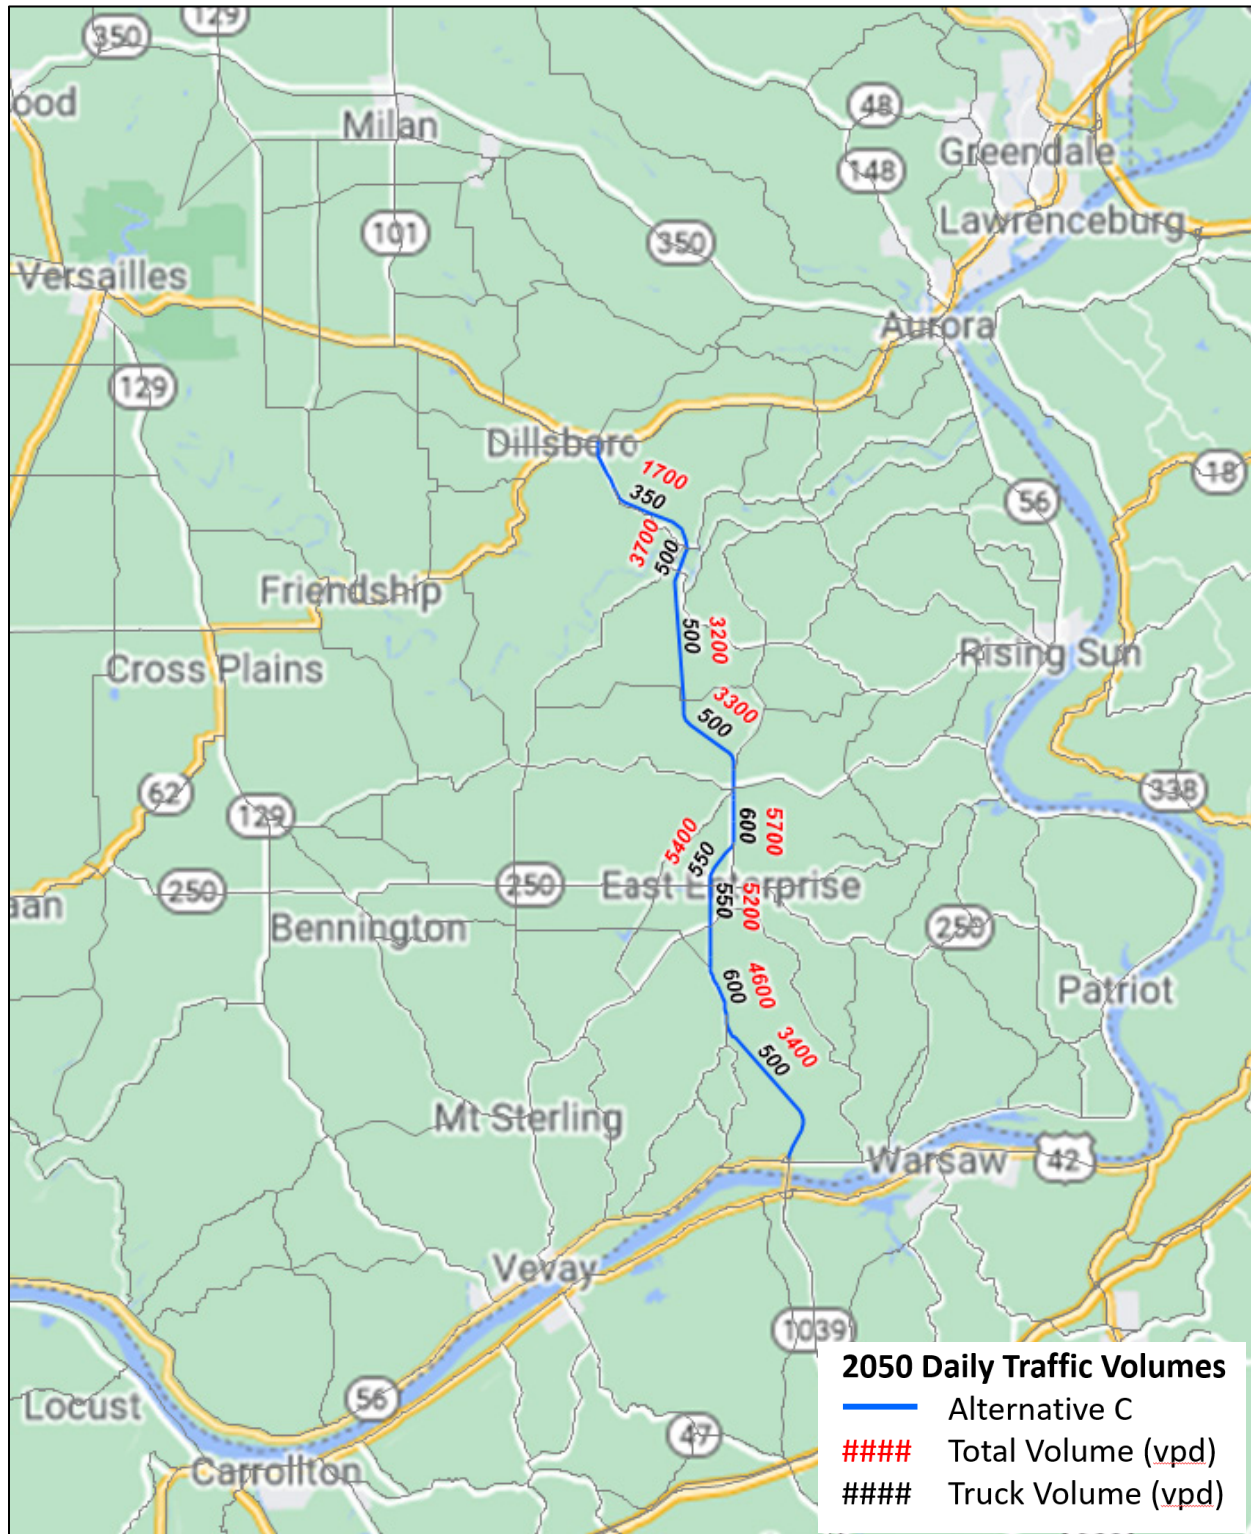 129
350
ood
Milan
48
Greendale
148
Lawrenceburg
101
350
Versailles
Aurora
129
Dillsboro
1700
350
18
56
3700
500
Friendship
500
3200
Rising Sun
Cross Plains
3300
500
62
338
129
600
5700
5400
550
250
250
East Enterprise
aan
550
5200
Bennington
250
4600
600
Patriot
3400
500
Mt Sterling
Warsaw
42
Vevay
1039
56
Locust
47
Carrollton
2050 Daily Traffic Volumes
Alternative C
#### Total Volume (vpd)
#### Truck Volume (vpd)